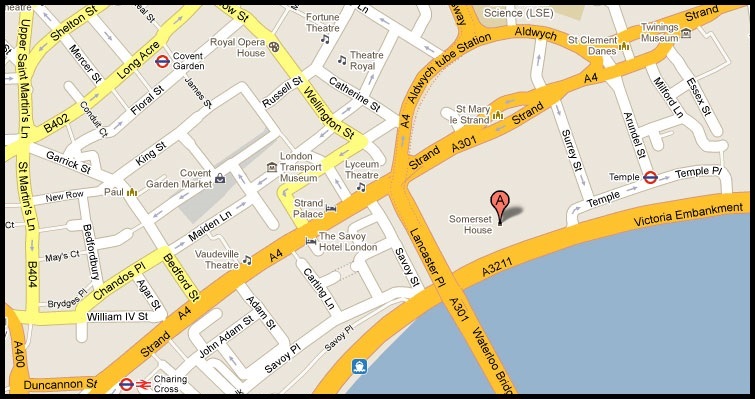 Science (LSE)
Fortune
Theatre
Shelton St
Upper Saint Martin's Ln
Mercer St
Long Acre
Covent
Garden
Royal Opera
House
Theatre
Royal
Aldwych
St Clement
Danes
Twinings
Museum
Strand
Aldwych tube Station
A4
Catherine St
Russell St
James St
Floral St
Conduit Ct
B402
Wellington St
St Mary
le Strand
Strand
A301
A4
Strand
Milford Ln
Essex St
Arundel St
Surrey St
Garrick St
King St
St Martin's Ln
London
Transport
Museum
Lyceum
Theatre
New Row
Paul
Covent
Garden Market
Temple
Temple Pl
Temple
A
Strand
Palace
Somerset
House
Victoria Embankment
Maiden Ln
Bedfordbury
The Savoy
Hotel London
Vaudeville
Theatre
A4
May's Ct
B404
Chandos Pl
Bedford St
Agar St
Savoy St
Lancaster Pl
A3211
Carting Ln
Brydges Pl
William IV St
A4
Strand
Adam St
John Adam St
Savoy Pl
Savoy Pl
A301
Waterloo Bridg
A400
Duncannon St
Charing
Cross